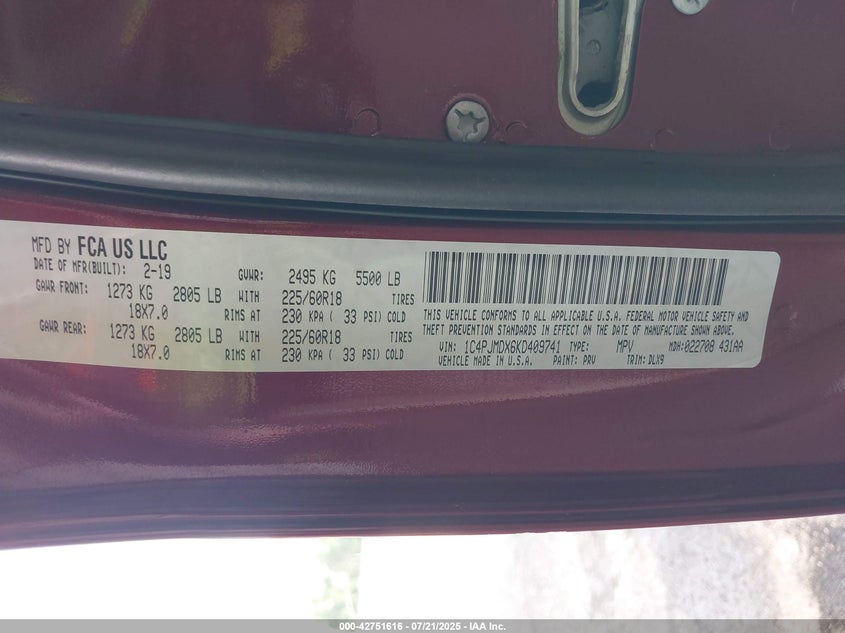 MFD BY FCA US LLC
DATE OF MFR(BUILT): 2-19 GVWR: 2495 KG 5500 LB
GAWR FRONT: 1273 KG 2805 LB WITH 225/60R18 TIRES
18X7.0 RIMS AT 230 KPA ( 33 PSI) COLD
GAWR REAR: 1273 KG 2805 LB WITH 225/60R18 TIRES
18X7.0 RIMS AT 230 KPA ( 33 PSI) COLD
THIS VEHICLE CONFORMS TO ALL APPLICABLE U.S.A. FEDERAL MOTOR VEHICLE SAFETY AND
THEFT PREVENTION STANDARDS IN EFFECT ON THE DATE OF MANUFACTURE SHOWN ABOVE.
VIN: 1C4PJMDX6KD409741 TYPE: MPV MDH:022708 431AA
VEHICLE MADE IN U.S.A. PAINT: PRV TRIM: DLX9
000-42751616 - 07/21/2025 - IAA Inc.